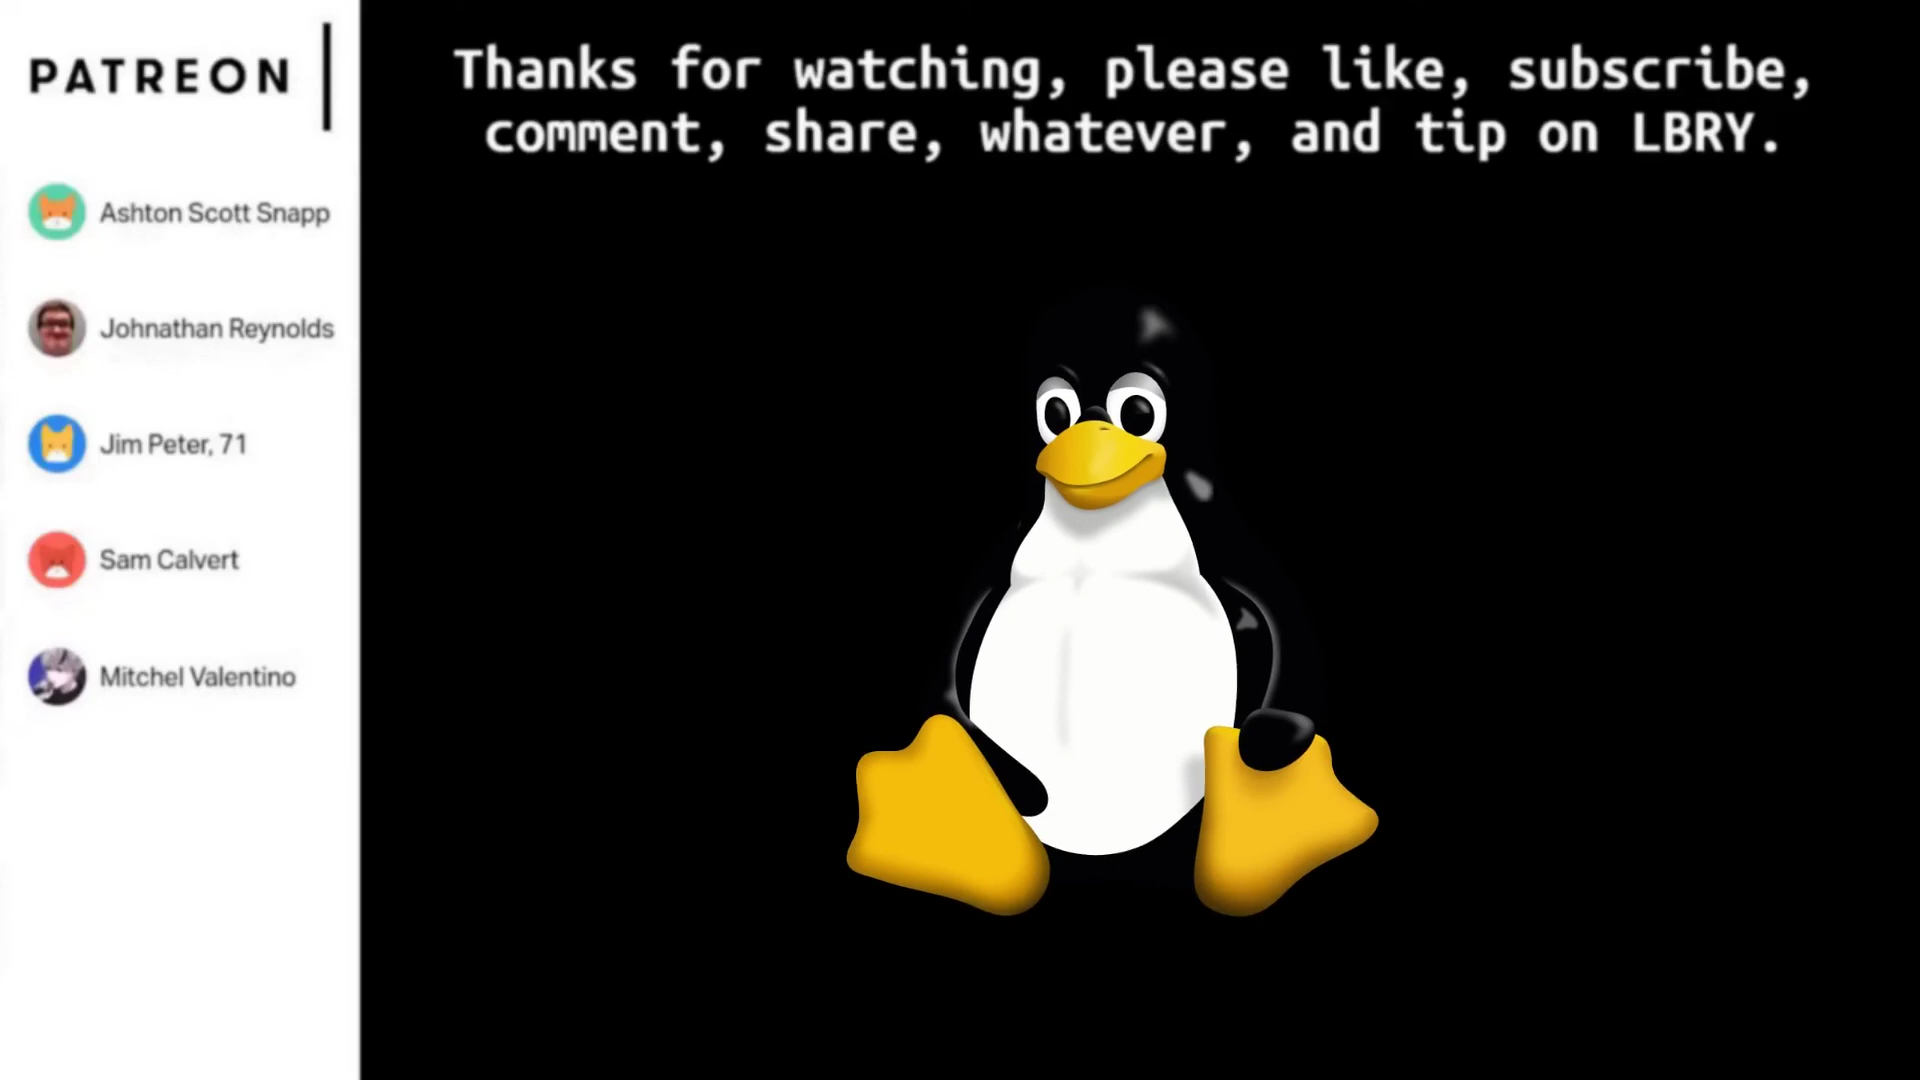 PATREON
Ashton Scott Snapp
Johnathan Reynolds
Jim Peter, 71
Sam Calvert
Mitchel Valentino
Thanks for watching, please like, subscribe,
comment, share, whatever, and tip on LBRY.